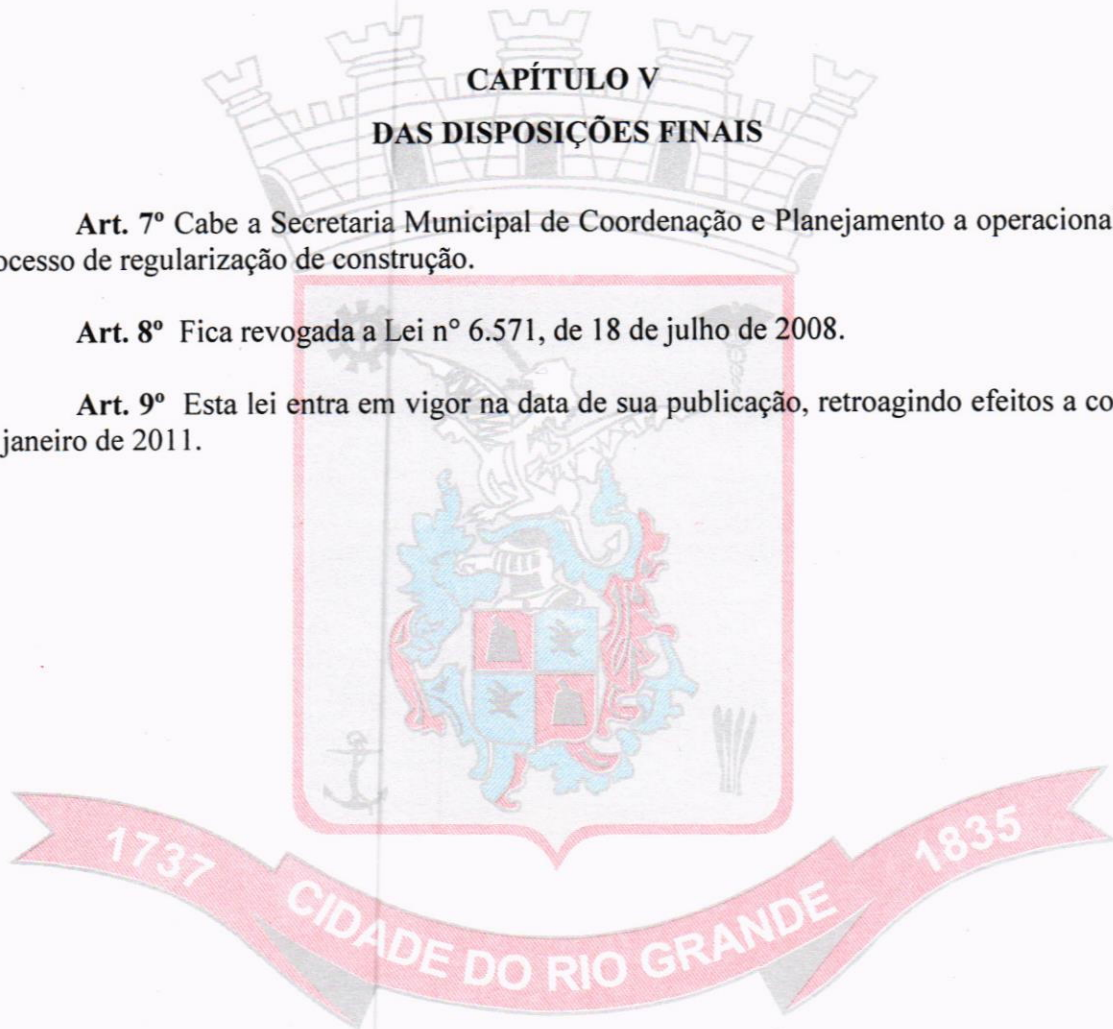 CAPÍTULO V
DAS DISPOSIÇÕES FINAIS
Art. 7º Cabe a Secretaria Municipal de Coordenação e Planejamento a operaciona
ocesso de regularização de construção.
Art. 8º Fica revogada a Lei n° 6.571, de 18 de julho de 2008.
Art. 9º Esta lei entra em vigor na data de sua publicação, retroagindo efeitos a co
janeiro de 2011.
1737
CIDADE DO RIO GRANDE
1835